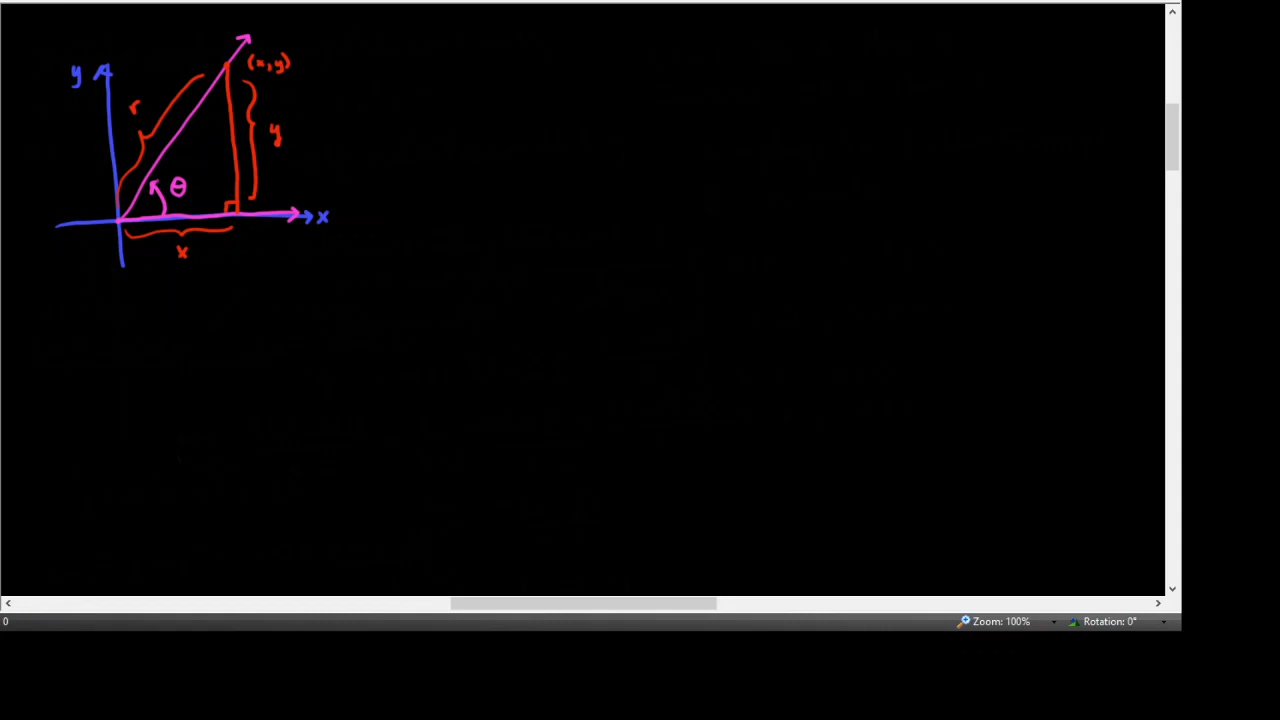 (x,y)
y
r
y
θ
x
x
0
Zoom: 100%
Rotation: 0°